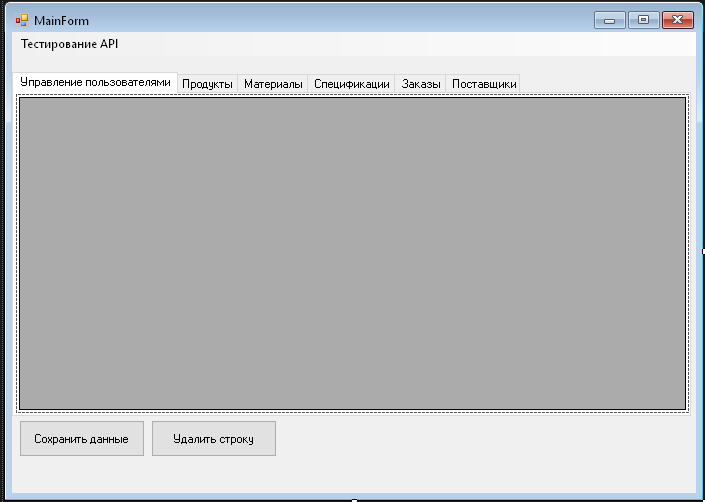 MainForm
Тестирование API
Управление пользователями Продукты Материалы Спецификации Заказы Поставщики
Сохранить данные Удалить строку